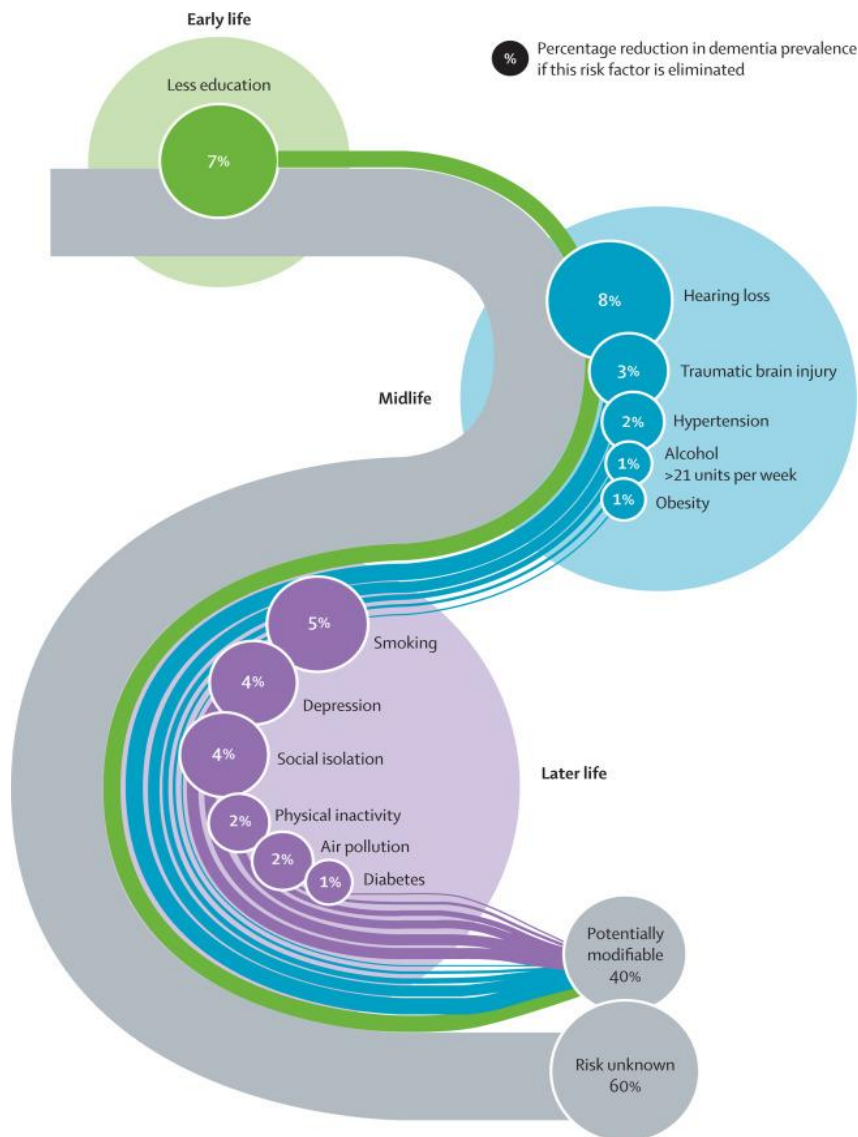 Early life
%
Percentage reduction in dementia prevalence
if this risk factor is eliminated
Less education
7%
8%
Hearing loss
3%
Traumatic brain injury
Midlife
2%
Hypertension
1%
Alcohol
>21 units per week
1%
Obesity
5%
Smoking
4%
Depression
4%
Social isolation
Later life
2%
Physical inactivity
2%
Air pollution
1%
Diabetes
Potentially
modifiable
40%
Risk unknown
60%